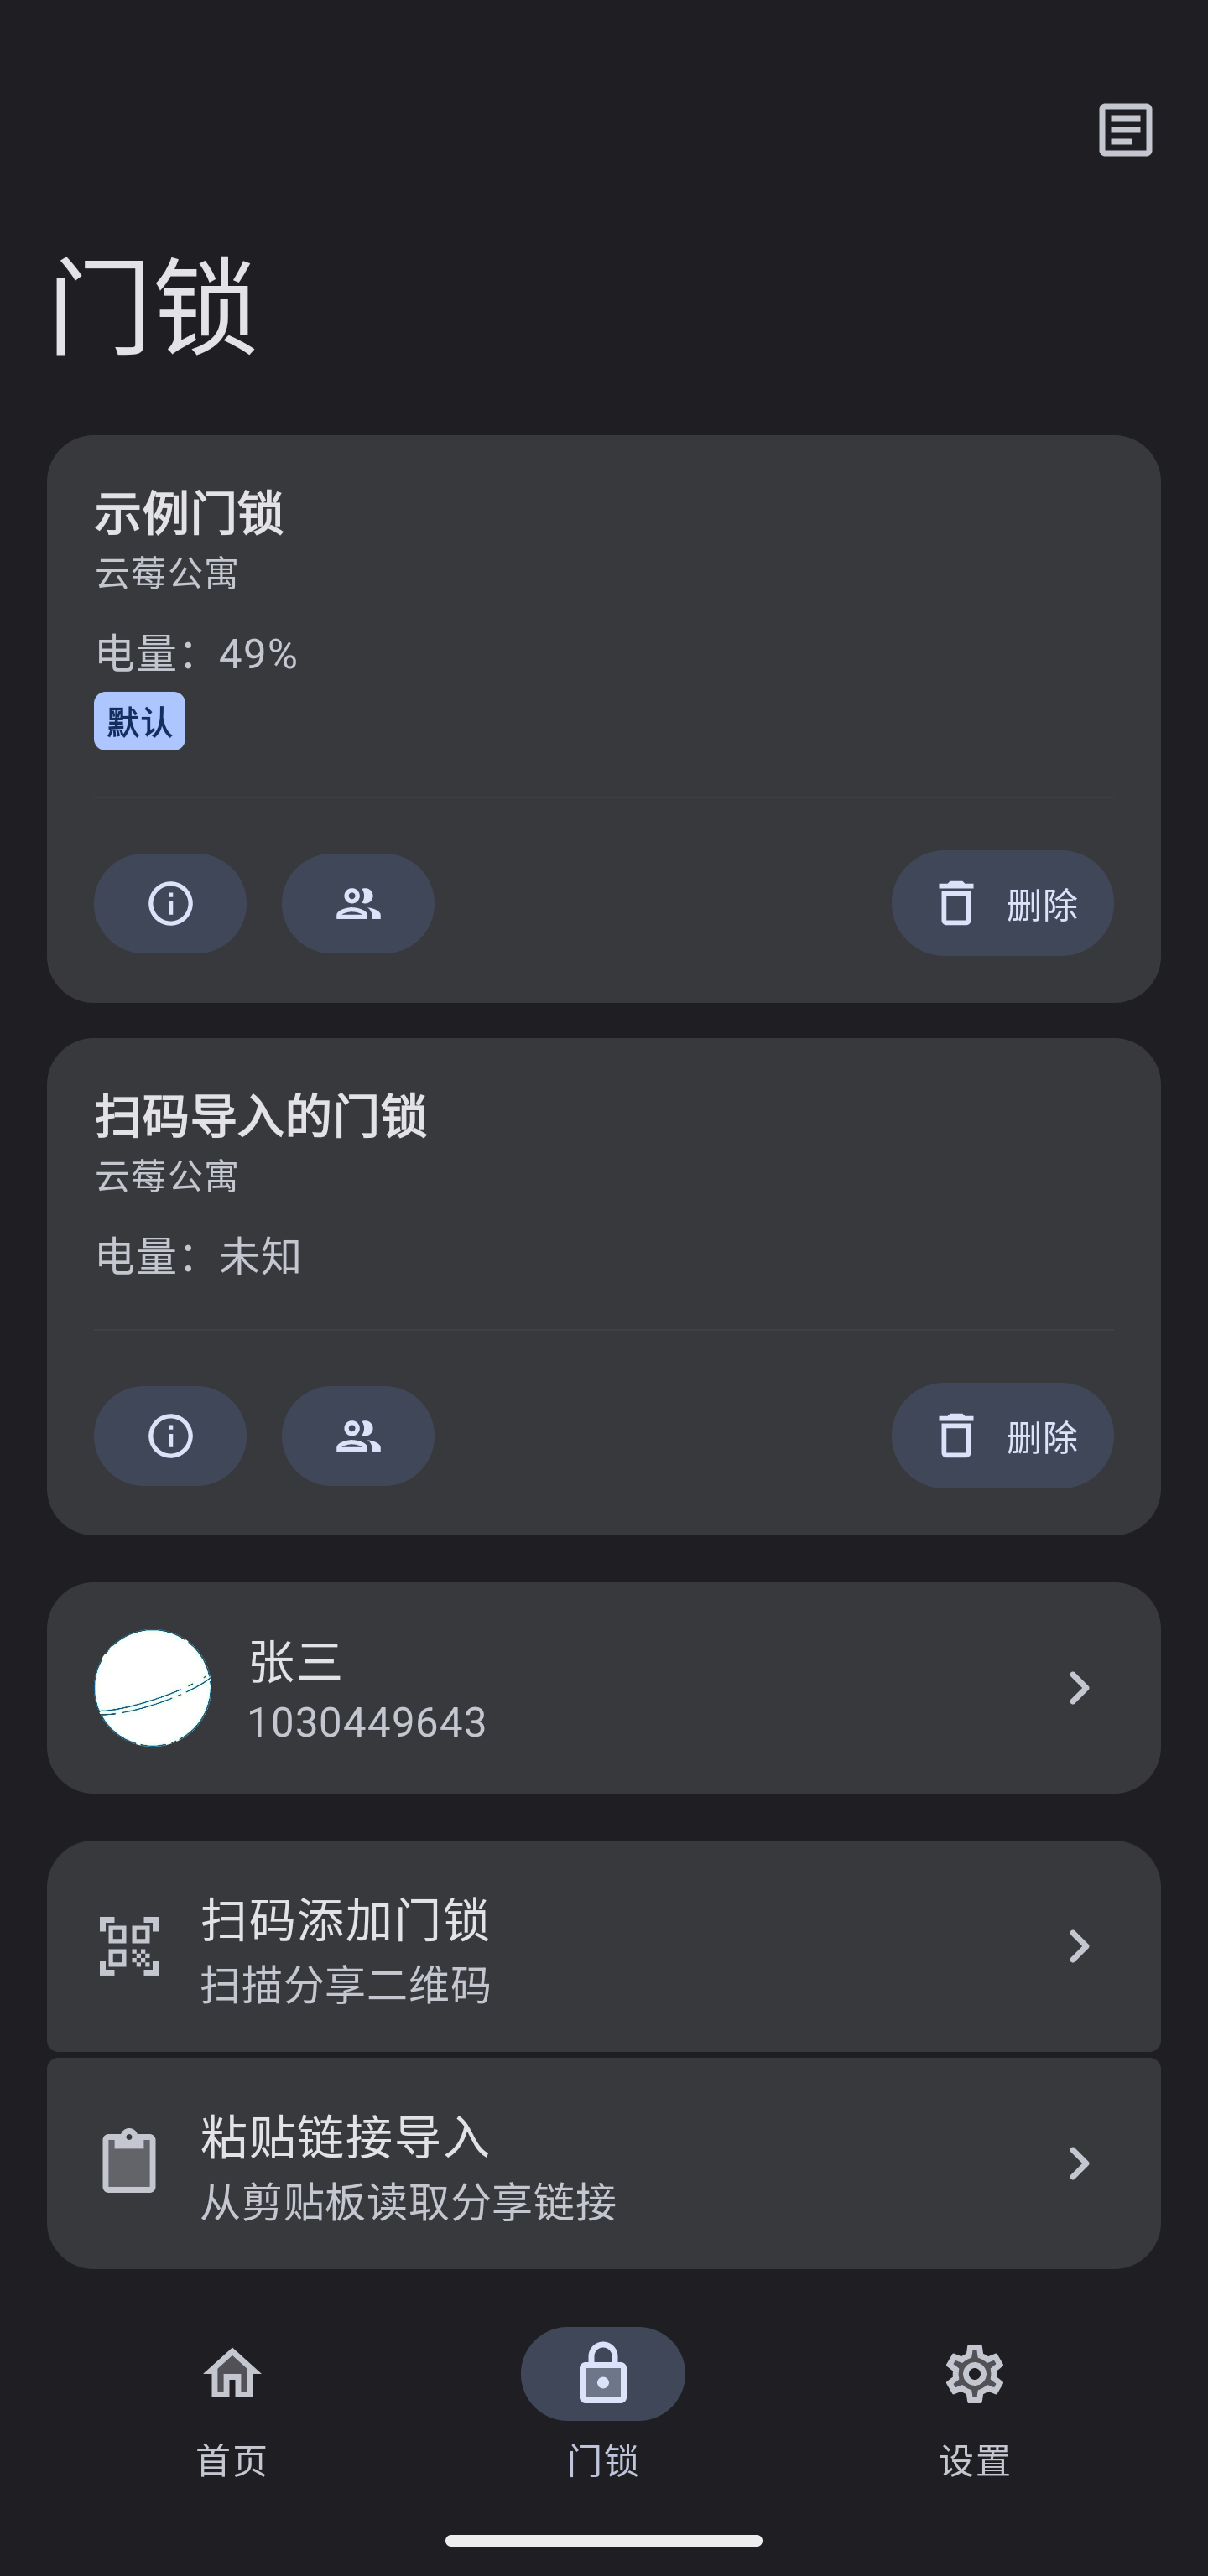 门锁
示例门锁
云莓公寓
电量：49%
默认
删除
扫码导入的门锁
云莓公寓
电量：未知
删除
张三
1030449643
扫码添加门锁
扫描分享二维码
粘贴链接导入
从剪贴板读取分享链接
首页
门锁
设置